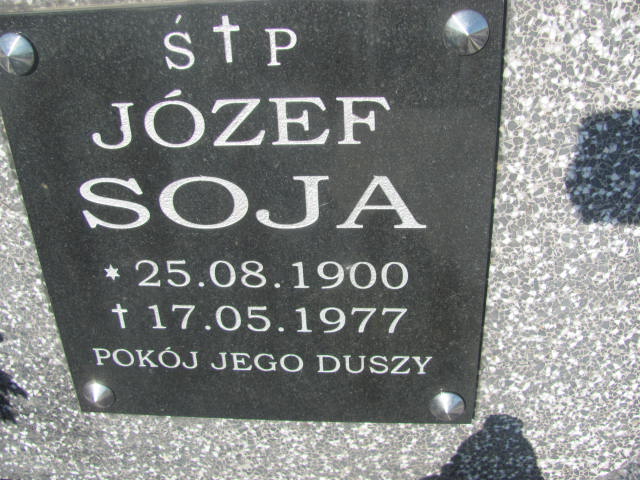 Ś † P
JÓZEF
SOJA
* 25.08.1900
† 17.05.1977
POKÓJ JEGO DUSZY